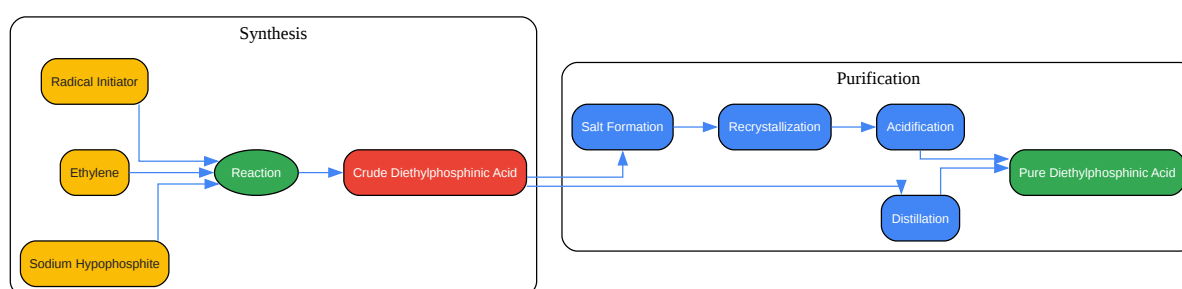 Synthesis
Radical Initiator
Ethylene
Sodium Hypophosphite
Reaction
Crude Diethylphosphinic Acid
Purification
Salt Formation
Recrystallization
Acidification
Distillation
Pure Diethylphosphinic Acid